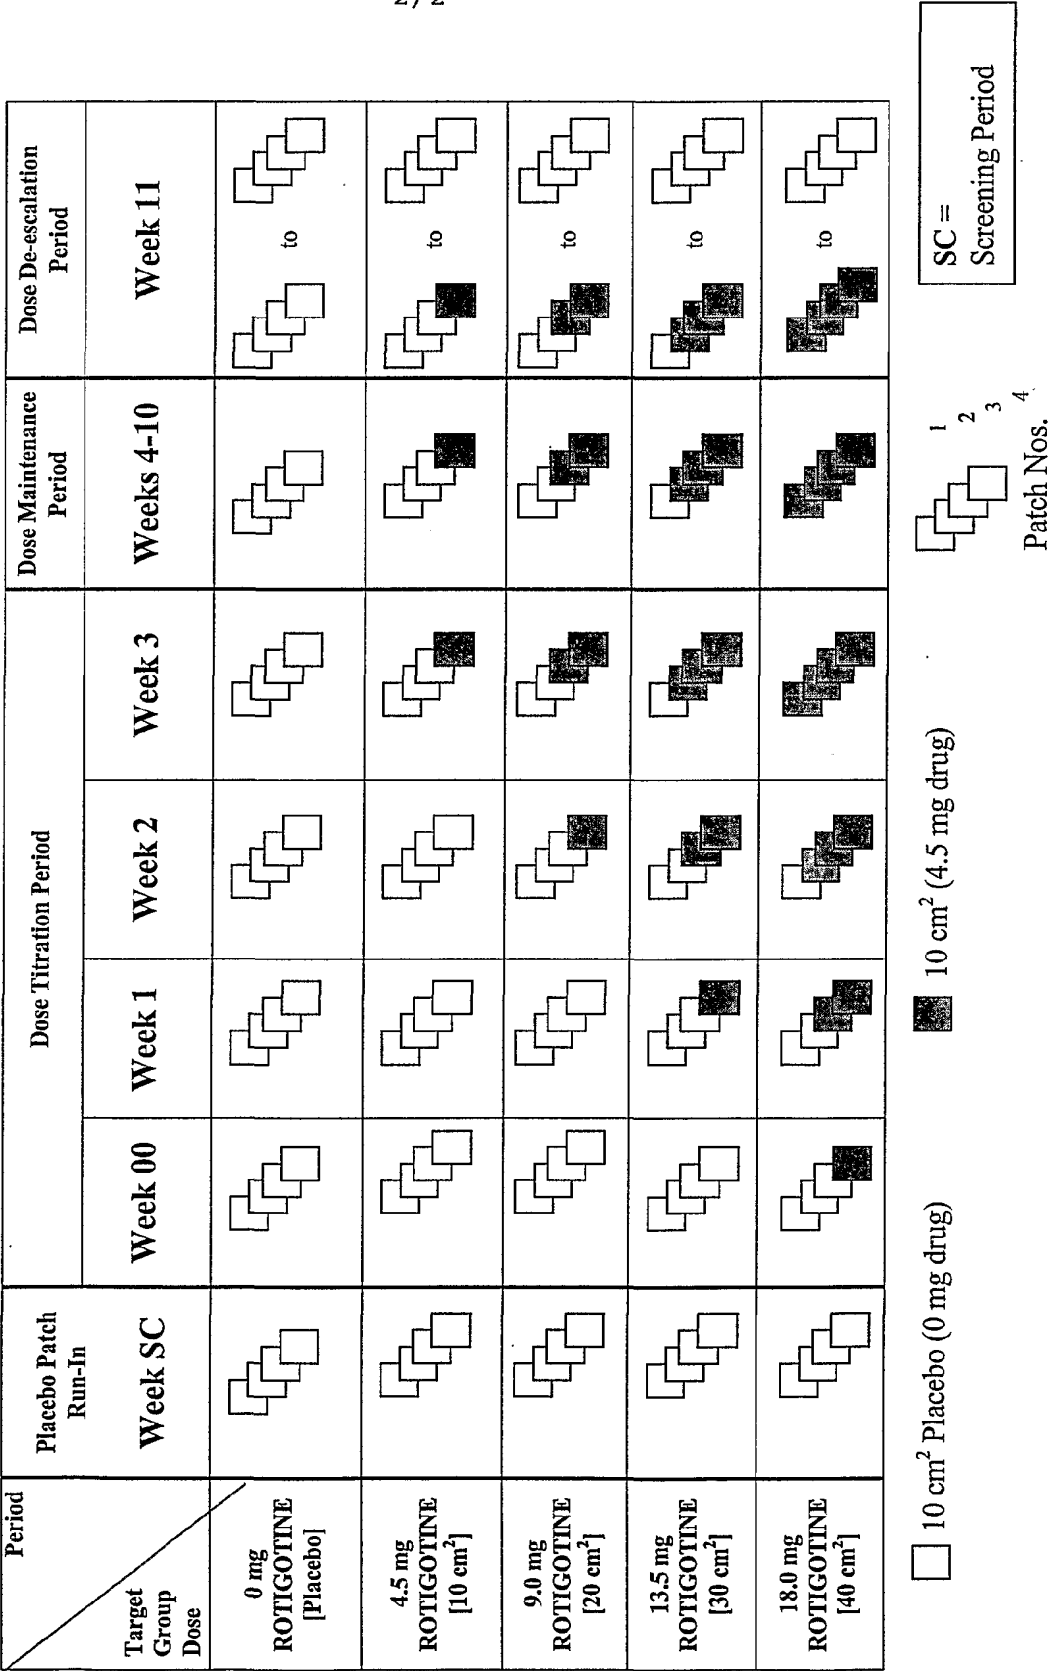 2/2
Period
Target
Group
Dose
Placebo Patch
Run-In
Dose Titration Period
Dose Maintenance
Period
Dose De-escalation
Period
Week SC
Week 00
Week 1
Week 2
Week 3
Weeks 4-10
Week 11
0 mg
ROTIGOTINE
[Placebo]
to
4.5 mg
ROTIGOTINE
[10 cm²]
to
9.0 mg
ROTIGOTINE
[20 cm²]
to
13.5 mg
ROTIGOTINE
[30 cm²]
to
18.0 mg
ROTIGOTINE
[40 cm²]
to
10 cm² Placebo (0 mg drug)
10 cm² (4.5 mg drug)
1
2
3
4
Patch Nos.
SC =
Screening Period